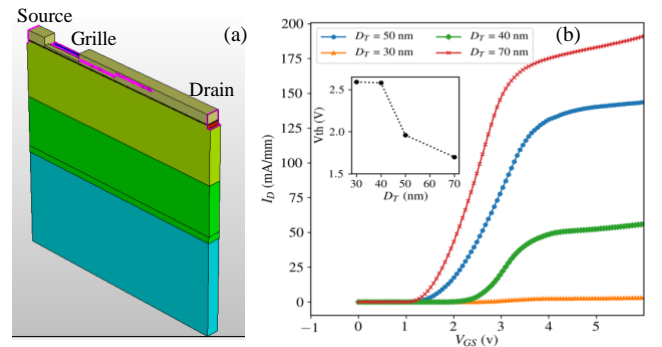 Source
(a)
Grille
Drain
(b)
D_T = 50 nm
D_T = 40 nm
D_T = 30 nm
D_T = 70 nm
I_D (mA/mm)
200
175
150
125
100
75
50
25
0
Vth (V)
2.5
2.0
1.5
30 40 50 60 70
D_T (nm)
−1 0 1 2 3 4 5
V_GS (v)